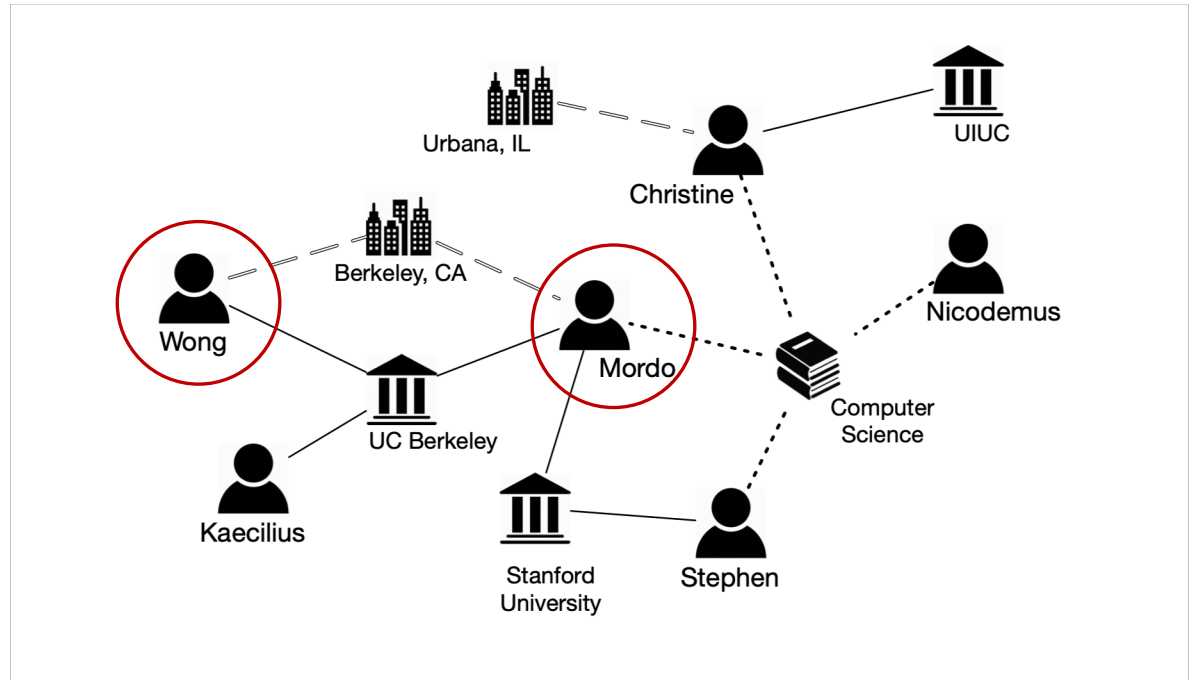 Urbana, IL
UIUC
Christine
Berkeley, CA
Nicodemus
Wong
Mordo
Computer
Science
UC Berkeley
Kaecilius
Stanford
University
Stephen